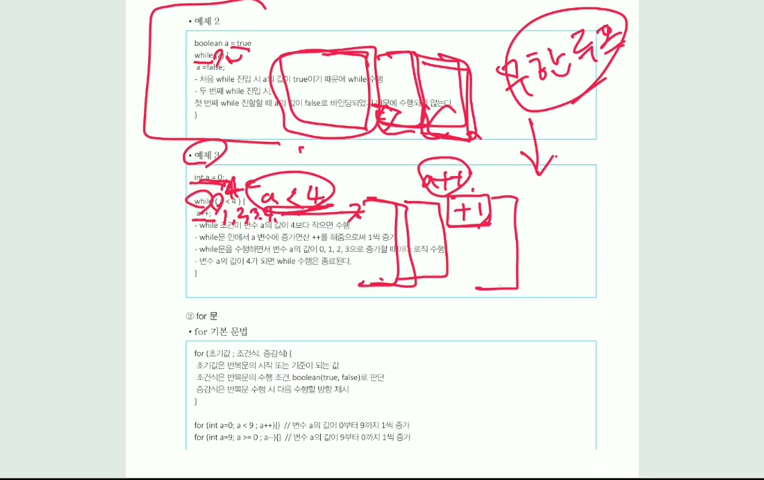 • 예제 2
boolean a = true
while
a =false;
- 처음 while 진입 시 a의 값이 true이기 때문에 while 수행
- 두 번째 while 진입 시,
첫 번째 while 진할할 때 a의 값이 false로 바인딩되었기 때문에 수행되지 않는다
}
무한루프
• 예제 3
int a = 0;
a < 4
a++
while ( a < 4 ) {
+1
a++;
1, 2, 3, 4,
- while 조건인 변수 a의 값이 4보다 작으면 수행
- while문 안에서 a 변수에 증가연산 ++를 해줌으로써 1씩 증가
- while문을 수행하면서 변수 a의 값이 0, 1, 2, 3으로 증가할 때마다 로직 수행
- 변수 a의 값이 4가 되면 while 수행은 종료된다.
}
② for 문
• for 기본 문법
for (초기값 ; 조건식. 증감식) {
초기값은 반복문의 시작 또는 기준이 되는 값
조건식은 반복문의 수행 조건, boolean(true, false)로 판단
증감식은 반복문 수행 시 다음 수행할 방향 제시
}
for (int a=0; a < 9 ; a++){} // 변수 a의 값이 0부터 9까지 1씩 증가
for (int a=9; a >= 0 ; a--){} // 변수 a의 값이 9부터 0까지 1씩 증가